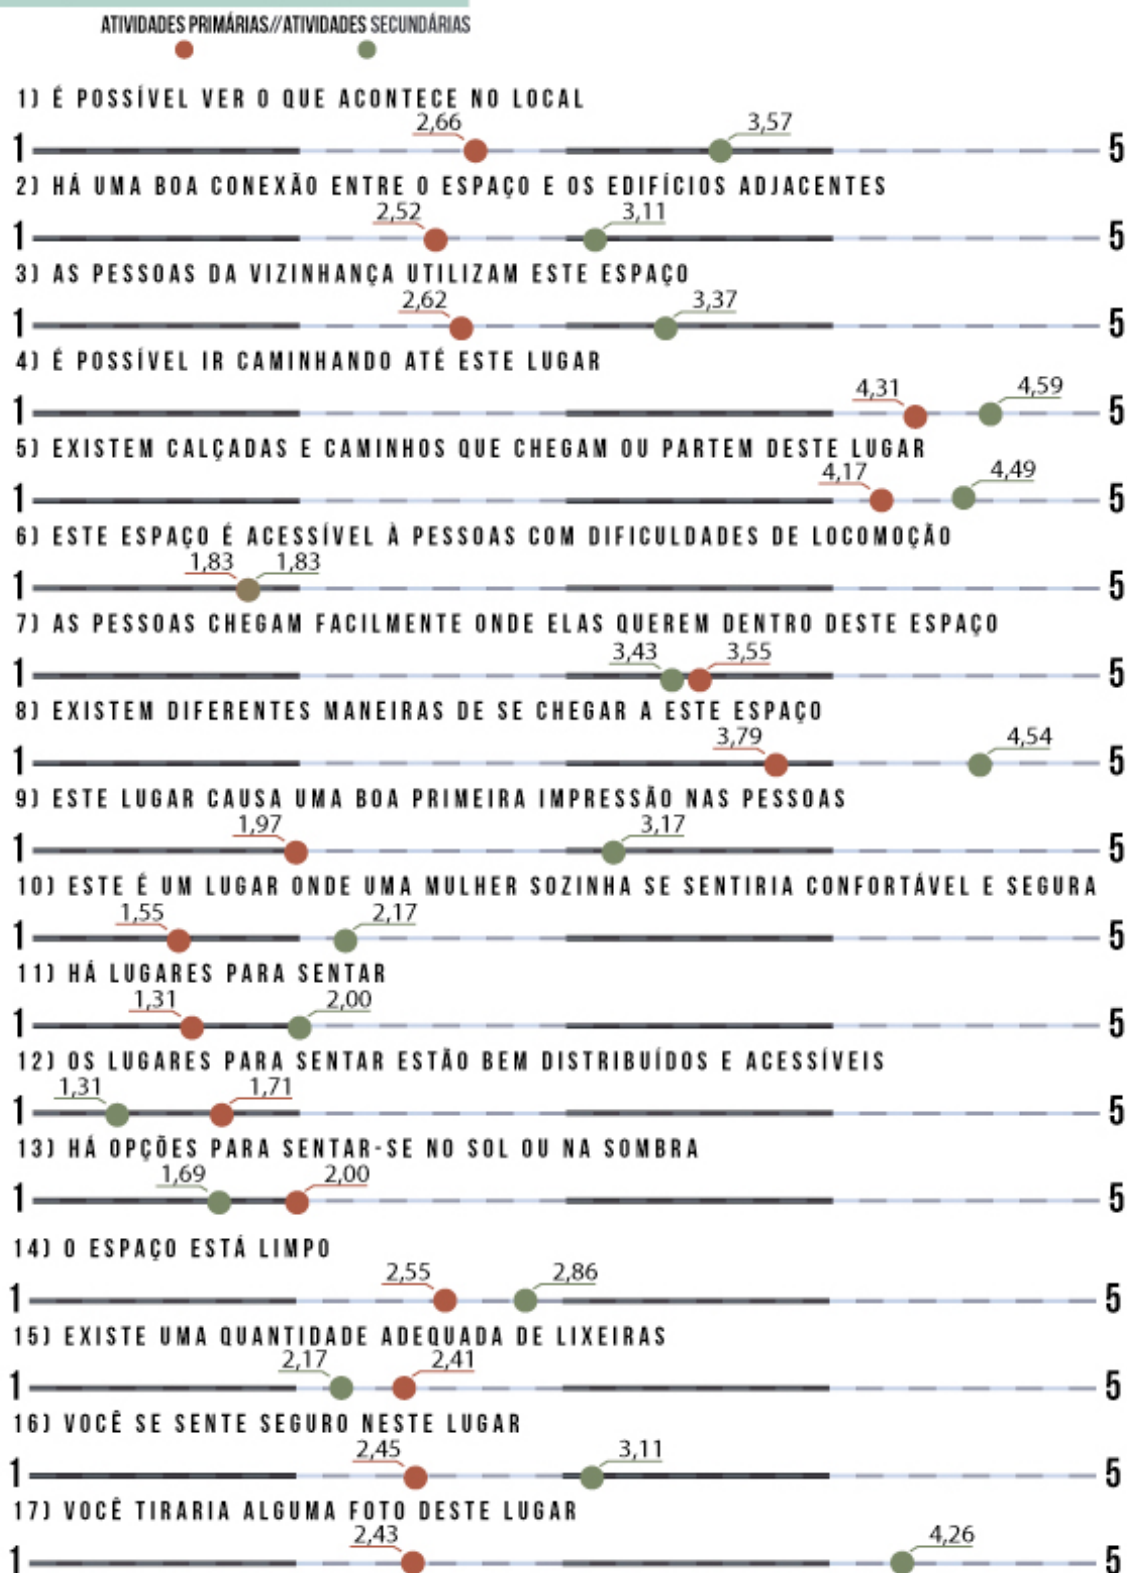 ATIVIDADES PRIMÁRIAS//ATIVIDADES SECUNDÁRIAS
1) É POSSÍVEL VER O QUE ACONTECE NO LOCAL
2,66 3,57
1 5
2) HÁ UMA BOA CONEXÃO ENTRE O ESPAÇO E OS EDIFÍCIOS ADJACENTES
2,52 3,11
1 5
3) AS PESSOAS DA VIZINHANÇA UTILIZAM ESTE ESPAÇO
2,62 3,37
1 5
4) É POSSÍVEL IR CAMINHANDO ATÉ ESTE LUGAR
4,31 4,59
1 5
5) EXISTEM CALÇADAS E CAMINHOS QUE CHEGAM OU PARTEM DESTE LUGAR
4,17 4,49
1 5
6) ESTE ESPAÇO É ACESSÍVEL À PESSOAS COM DIFICULDADES DE LOCOMOÇÃO
1,83 1,83
1 5
7) AS PESSOAS CHEGAM FACILMENTE ONDE ELAS QUEREM DENTRO DESTE ESPAÇO
3,43 3,55
1 5
8) EXISTEM DIFERENTES MANEIRAS DE SE CHEGAR A ESTE ESPAÇO
3,79 4,54
1 5
9) ESTE LUGAR CAUSA UMA BOA PRIMEIRA IMPRESSÃO NAS PESSOAS
1,97 3,17
1 5
10) ESTE É UM LUGAR ONDE UMA MULHER SOZINHA SE SENTIRIA CONFORTÁVEL E SEGURA
1,55 2,17
1 5
11) HÁ LUGARES PARA SENTAR
1,31 2,00
1 5
12) OS LUGARES PARA SENTAR ESTÃO BEM DISTRIBUÍDOS E ACESSÍVEIS
1,31 1,71
1 5
13) HÁ OPÇÕES PARA SENTAR-SE NO SOL OU NA SOMBRA
1,69 2,00
1 5
14) O ESPAÇO ESTÁ LIMPO
2,55 2,86
1 5
15) EXISTE UMA QUANTIDADE ADEQUADA DE LIXEIRAS
2,17 2,41
1 5
16) VOCÊ SE SENTE SEGURO NESTE LUGAR
2,45 3,11
1 5
17) VOCÊ TIRARIA ALGUMA FOTO DESTE LUGAR
2,43 4,26
1 5